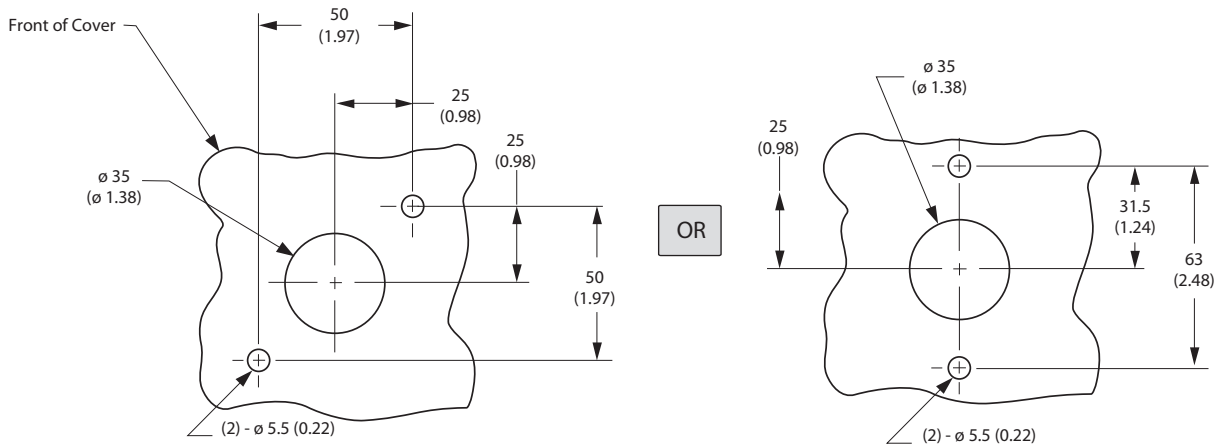 Front of Cover
50
(1.97)
25
(0.98)
25
(0.98)
ø 35
(ø 1.38)
50
(1.97)
(2) - ø 5.5 (0.22)
OR
ø 35
(ø 1.38)
25
(0.98)
31.5
(1.24)
63
(2.48)
(2) - ø 5.5 (0.22)